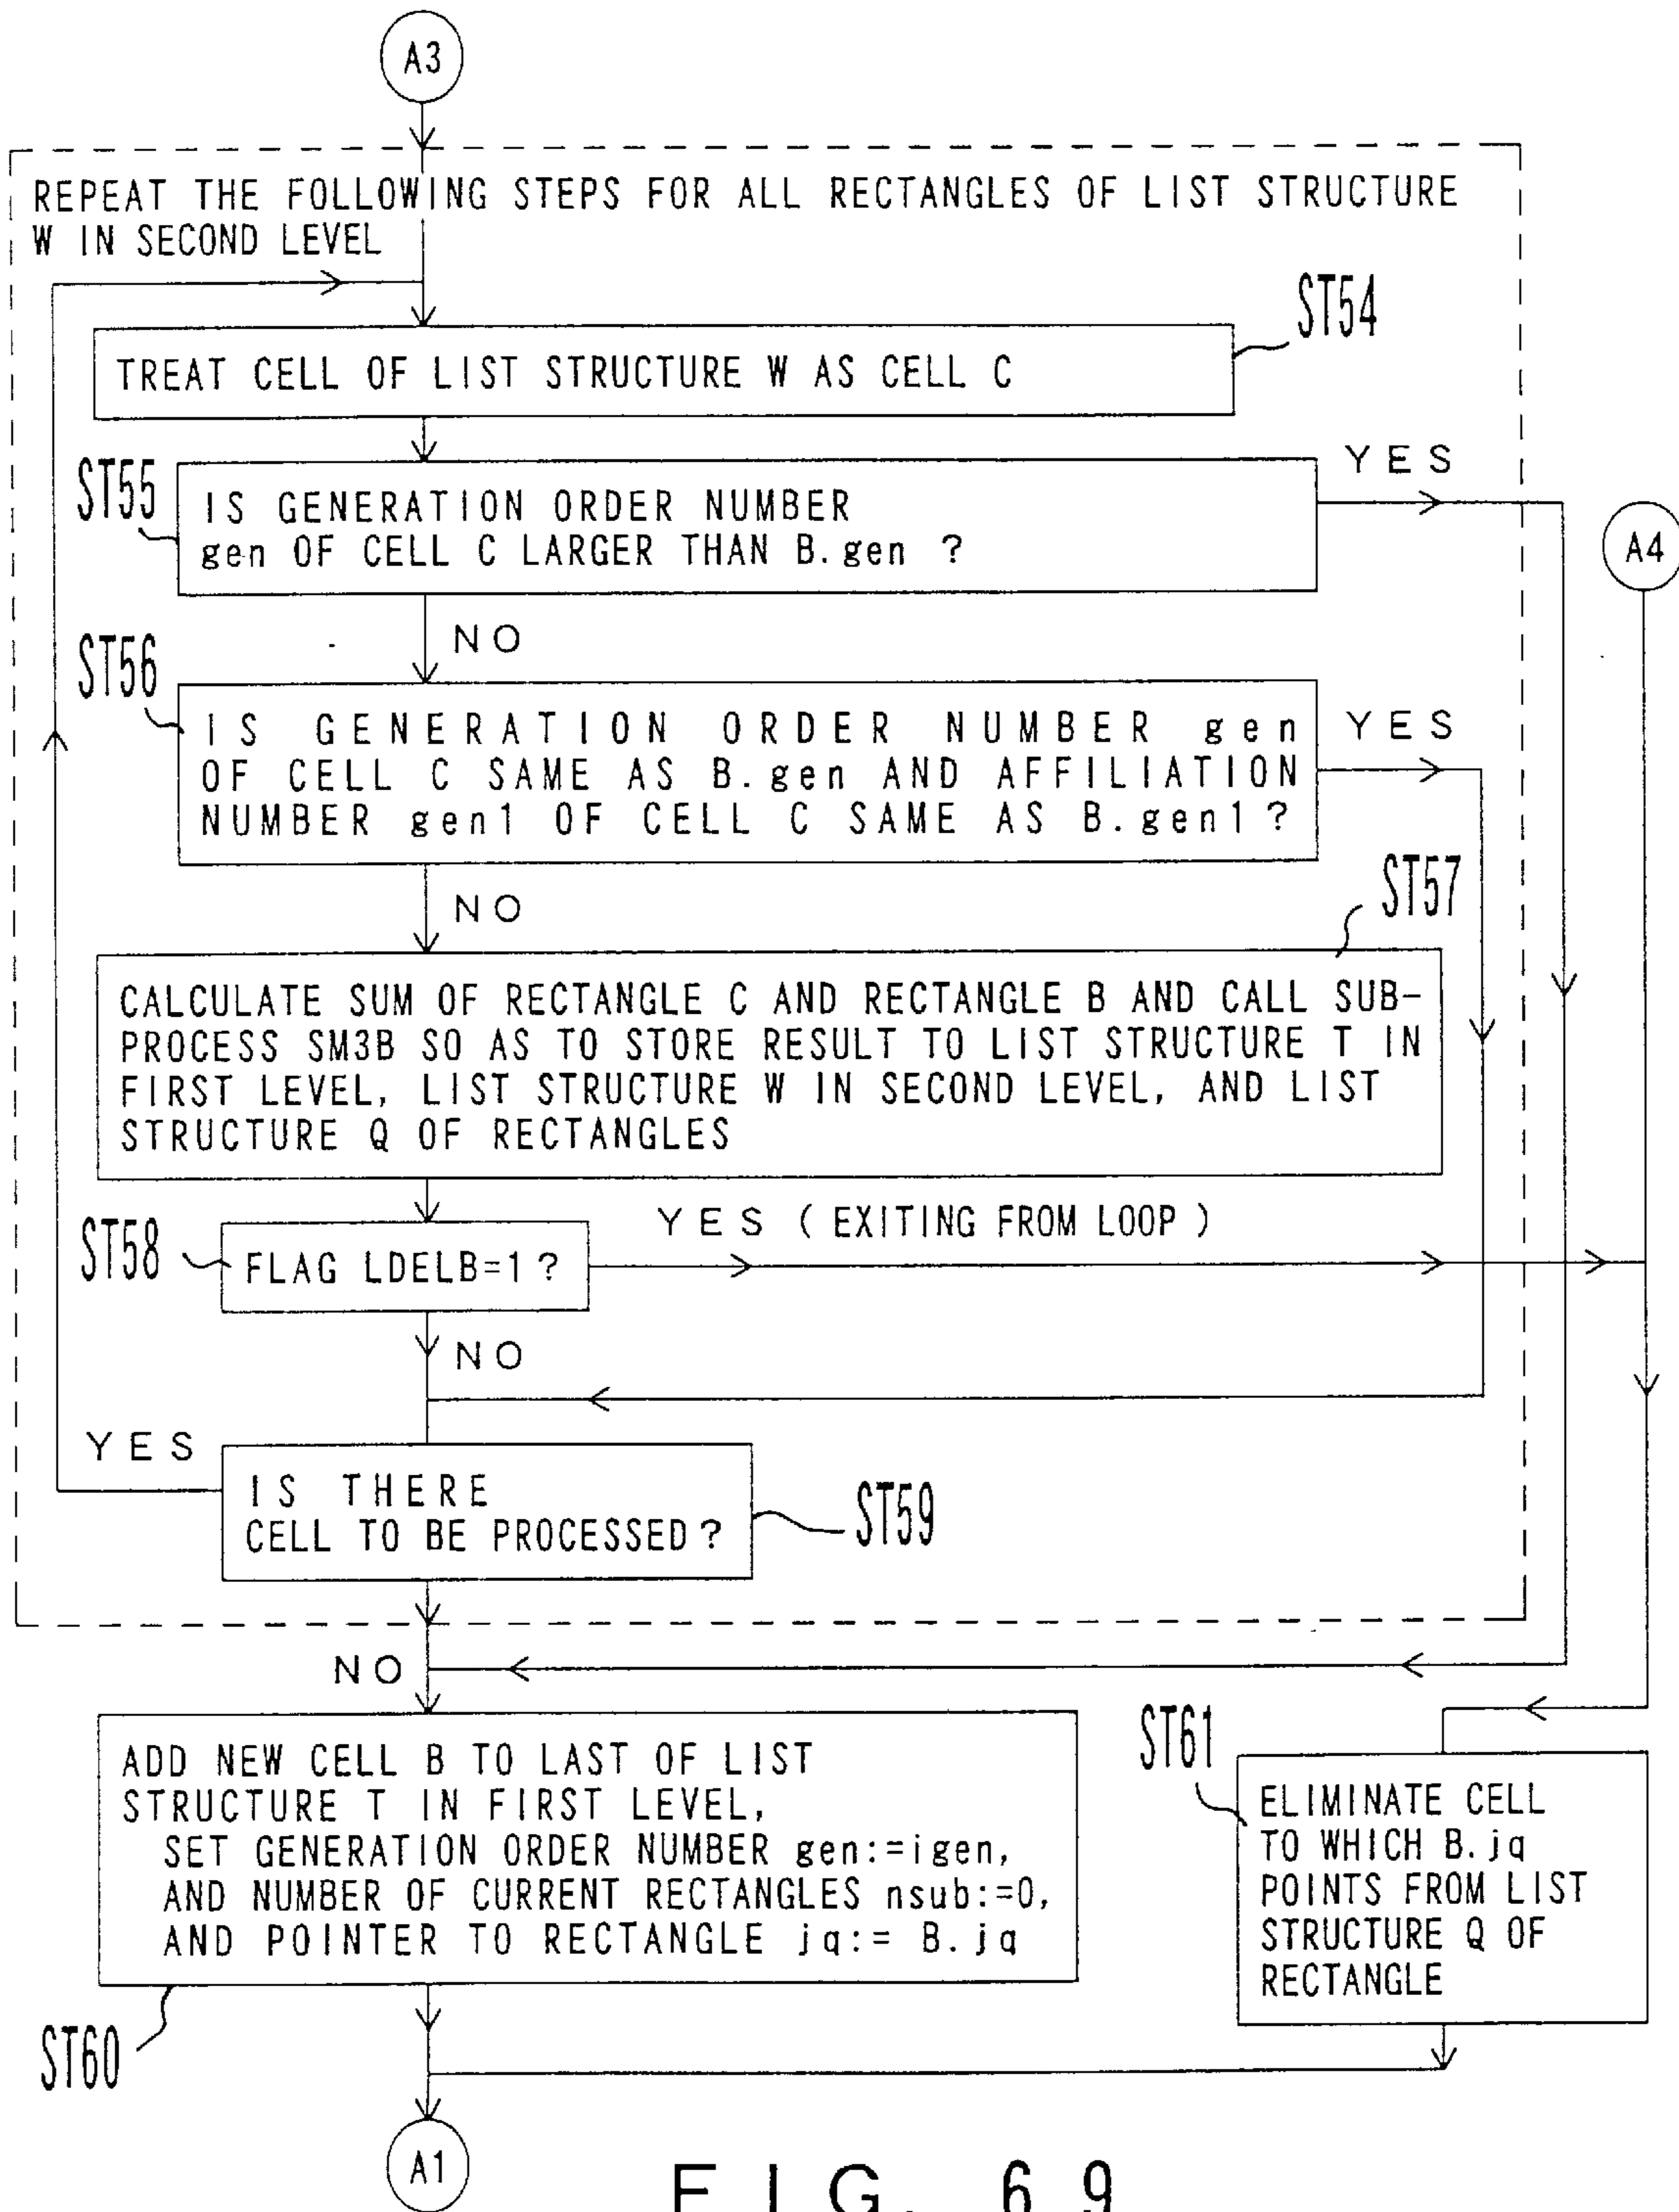 A3
REPEAT THE FOLLOWING STEPS FOR ALL RECTANGLES OF LIST STRUCTURE
W IN SECOND LEVEL
ST54
TREAT CELL OF LIST STRUCTURE W AS CELL C
ST55
IS GENERATION ORDER NUMBER
gen OF CELL C LARGER THAN B.gen ?
YES
A4
NO
ST56
IS GENERATION ORDER NUMBER gen
OF CELL C SAME AS B.gen AND AFFILIATION
NUMBER gen1 OF CELL C SAME AS B.gen1?
YES
NO
ST57
CALCULATE SUM OF RECTANGLE C AND RECTANGLE B AND CALL SUB-
PROCESS SM3B SO AS TO STORE RESULT TO LIST STRUCTURE T IN
FIRST LEVEL, LIST STRUCTURE W IN SECOND LEVEL, AND LIST
STRUCTURE Q OF RECTANGLES
ST58
FLAG LDELB=1?
YES (EXITING FROM LOOP)
NO
YES
IS THERE
CELL TO BE PROCESSED?
ST59
NO
ADD NEW CELL B TO LAST OF LIST
STRUCTURE T IN FIRST LEVEL,
SET GENERATION ORDER NUMBER gen:=igen,
AND NUMBER OF CURRENT RECTANGLES nsub:=0,
AND POINTER TO RECTANGLE jq:= B.jq
ST60
ST61
ELIMINATE CELL
TO WHICH B.jq
POINTS FROM LIST
STRUCTURE Q OF
RECTANGLE
A1
FIG. 69